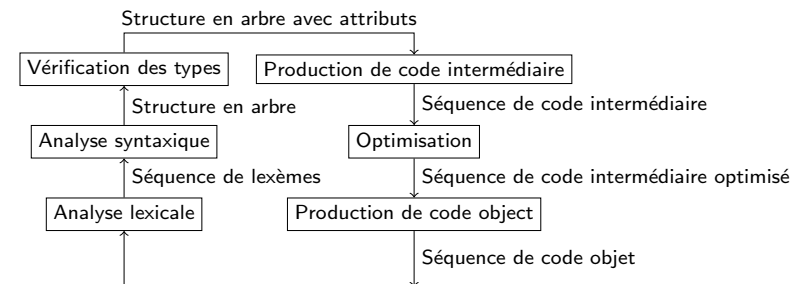 Structure en arbre avec attributs
Vérification des types
Production de code intermédiaire
Structure en arbre
Séquence de code intermédiaire
Analyse syntaxique
Optimisation
Séquence de lexèmes
Séquence de code intermédiaire optimisé
Analyse lexicale
Production de code object
Séquence de code objet